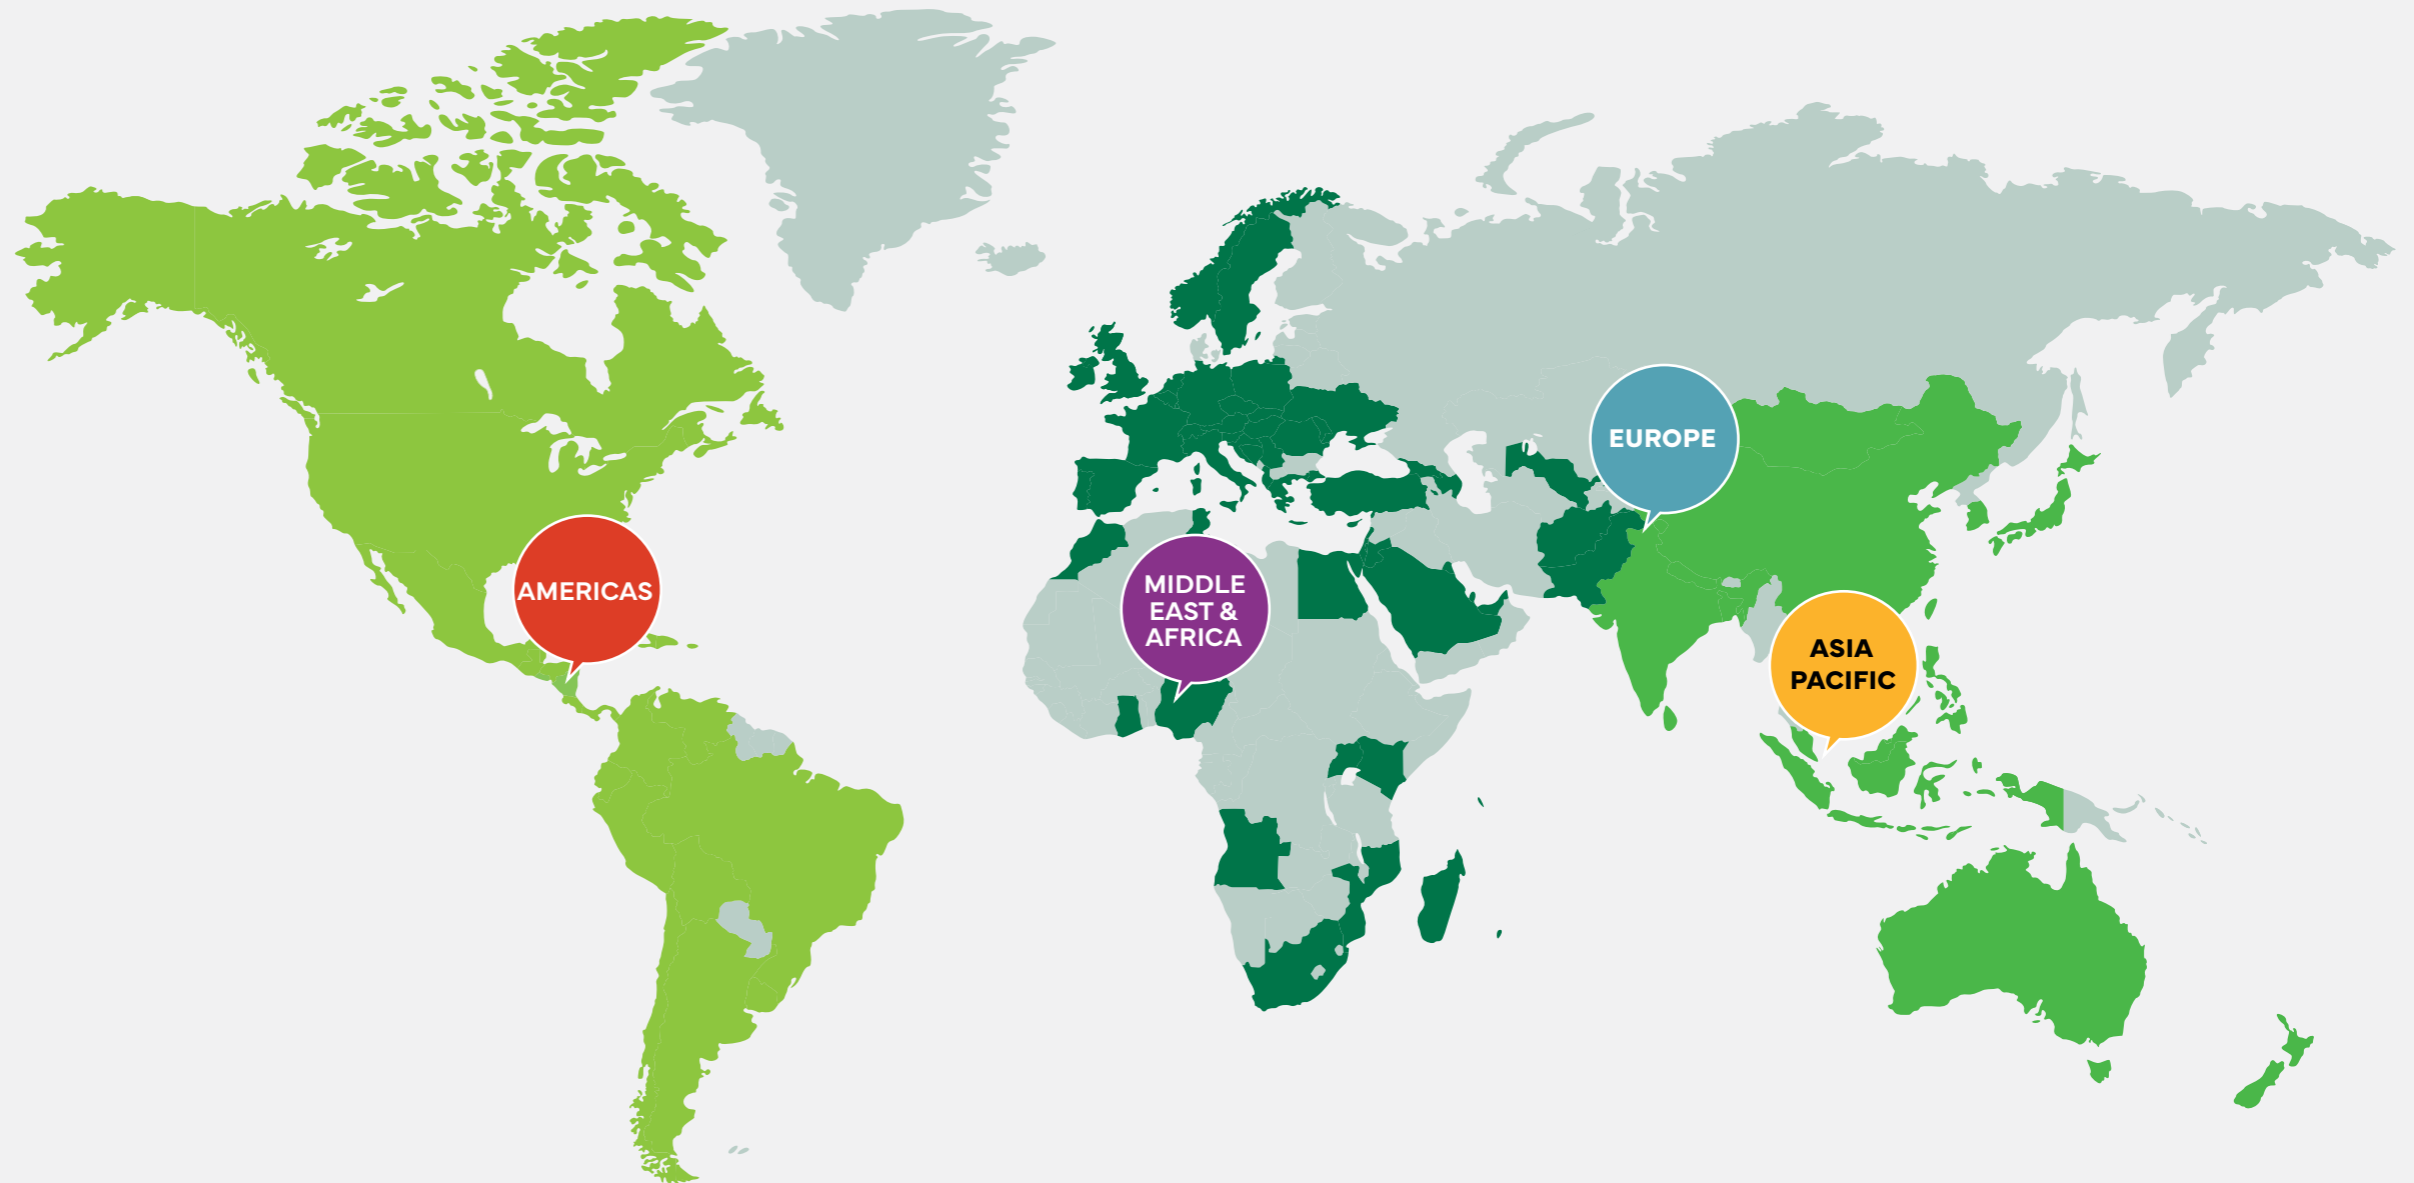 EUROPE
AMERICAS
MIDDLE
EAST &
AFRICA
ASIA
PACIFIC